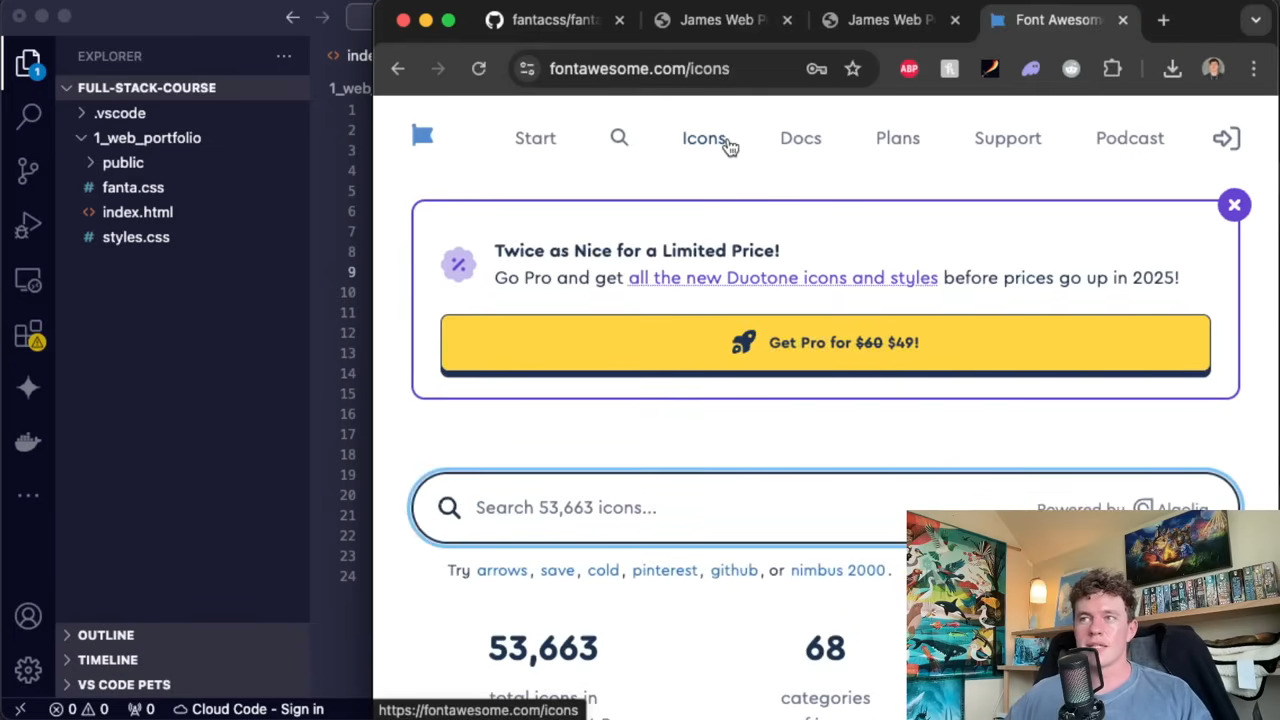 EXPLORER
FULL-STACK-COURSE
.vscode
1_web_portfolio
public
# fanta.css
<> index.html
# styles.css
OUTLINE
TIMELINE
VS CODE PETS
0 0 0 Cloud Code - Sign in
1
<> inde
1_web
1
2
3
4
5
6
7
8
9
10
11
12
13
14
15
16
17
18
19
20
21
22
23
24
fantacss/fanta
James Web P
James Web P
Font Awesom
fontawesome.com/icons
ABP
Start
Icons
Docs
Plans
Support
Podcast
Twice as Nice for a Limited Price!
Go Pro and get all the new Duotone icons and styles before prices go up in 2025!
Get Pro for $60 $49!
Search 53,663 icons...
Powered by Algolia
Try arrows, save, cold, pinterest, github, or nimbus 2000.
53,663
68
total icons in
categories
https://fontawesome.com/icons